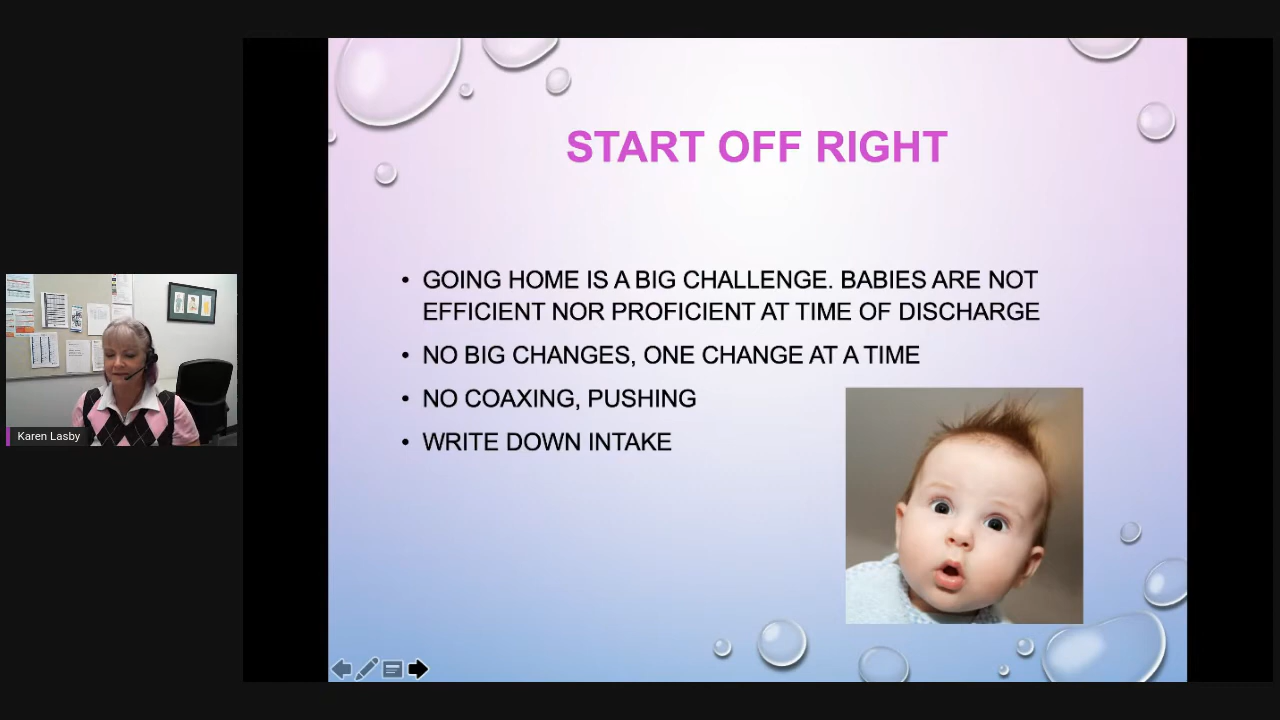 START OFF RIGHT
• GOING HOME IS A BIG CHALLENGE. BABIES ARE NOT
EFFICIENT NOR PROFICIENT AT TIME OF DISCHARGE
• NO BIG CHANGES, ONE CHANGE AT A TIME
• NO COAXING, PUSHING
• WRITE DOWN INTAKE
Karen Lasby